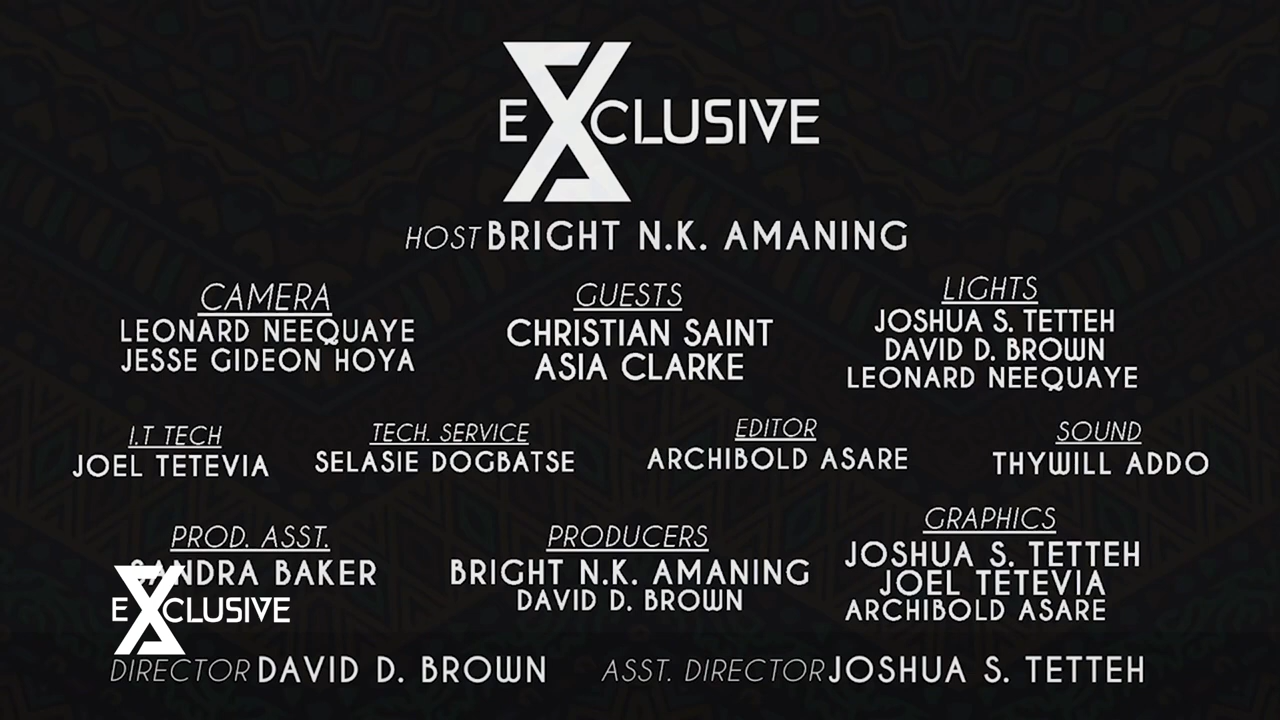 EXCLUSIVE
HOST BRIGHT N.K. AMANING
CAMERA
LEONARD NEEQUAYE
JESSE GIDEON HOYA
GUESTS
CHRISTIAN SAINT
ASIA CLARKE
LIGHTS
JOSHUA S. TETTEH
DAVID D. BROWN
LEONARD NEEQUAYE
I.T TECH
JOEL TETEVIA
TECH. SERVICE
SELASIE DOGBATSE
EDITOR
ARCHIBOLD ASARE
SOUND
THYWILL ADDO
PROD. ASST.
SANDRA BAKER
PRODUCERS
BRIGHT N.K. AMANING
DAVID D. BROWN
GRAPHICS
JOSHUA S. TETTEH
JOEL TETEVIA
ARCHIBOLD ASARE
EXCLUSIVE
DIRECTOR DAVID D. BROWN
ASST. DIRECTOR JOSHUA S. TETTEH